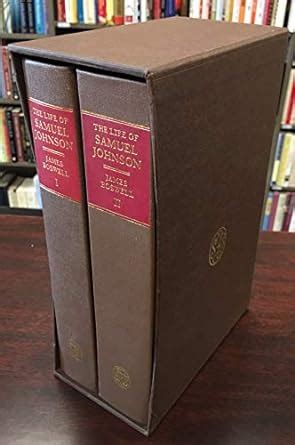 THE LIFE OF
SAMUEL
JOHNSON
JAMES
BOSWELL
I
THE LIFE OF
SAMUEL
JOHNSON
JAMES
BOSWELL
II